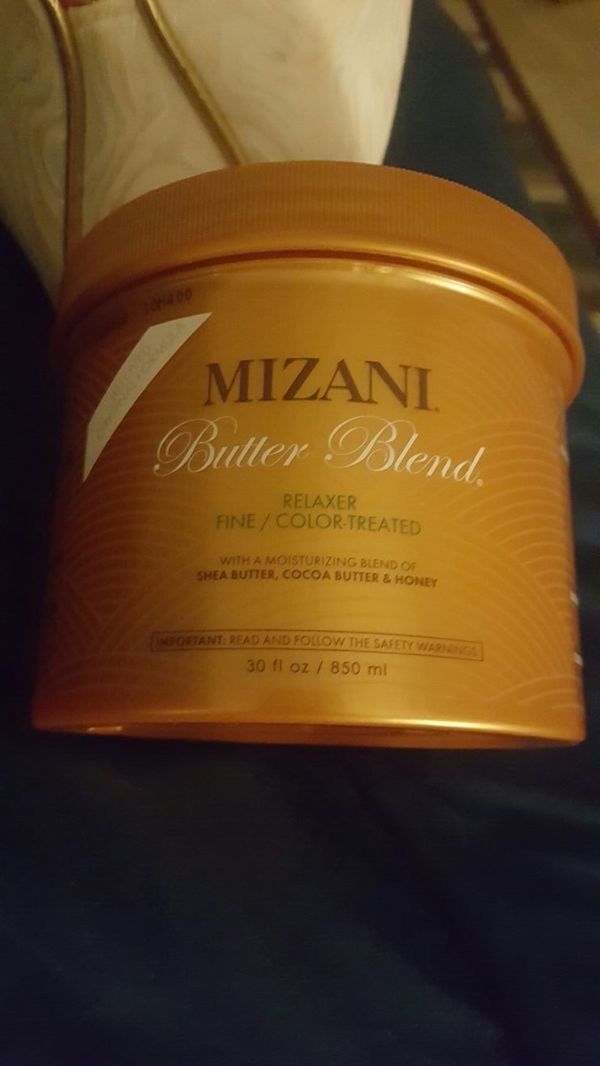 MIZANI
Butter Blend
RELAXER
FINE / COLOR-TREATED
WITH A MOISTURIZING BLEND OF
SHEA BUTTER, COCOA BUTTER & HONEY
IMPORTANT: READ AND FOLLOW THE SAFETY WARNINGS
30 fl oz / 850 ml